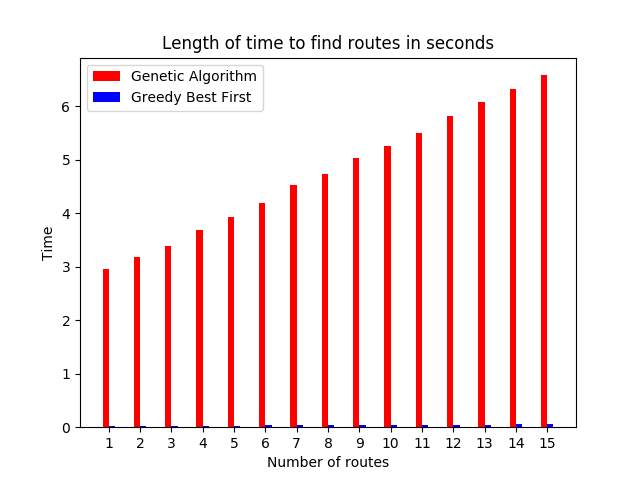 Length of time to find routes in seconds
Genetic Algorithm
Greedy Best First
6
5
4
3
2
1
0
Time
1 2 3 4 5 6 7 8 9 10 11 12 13 14 15
Number of routes